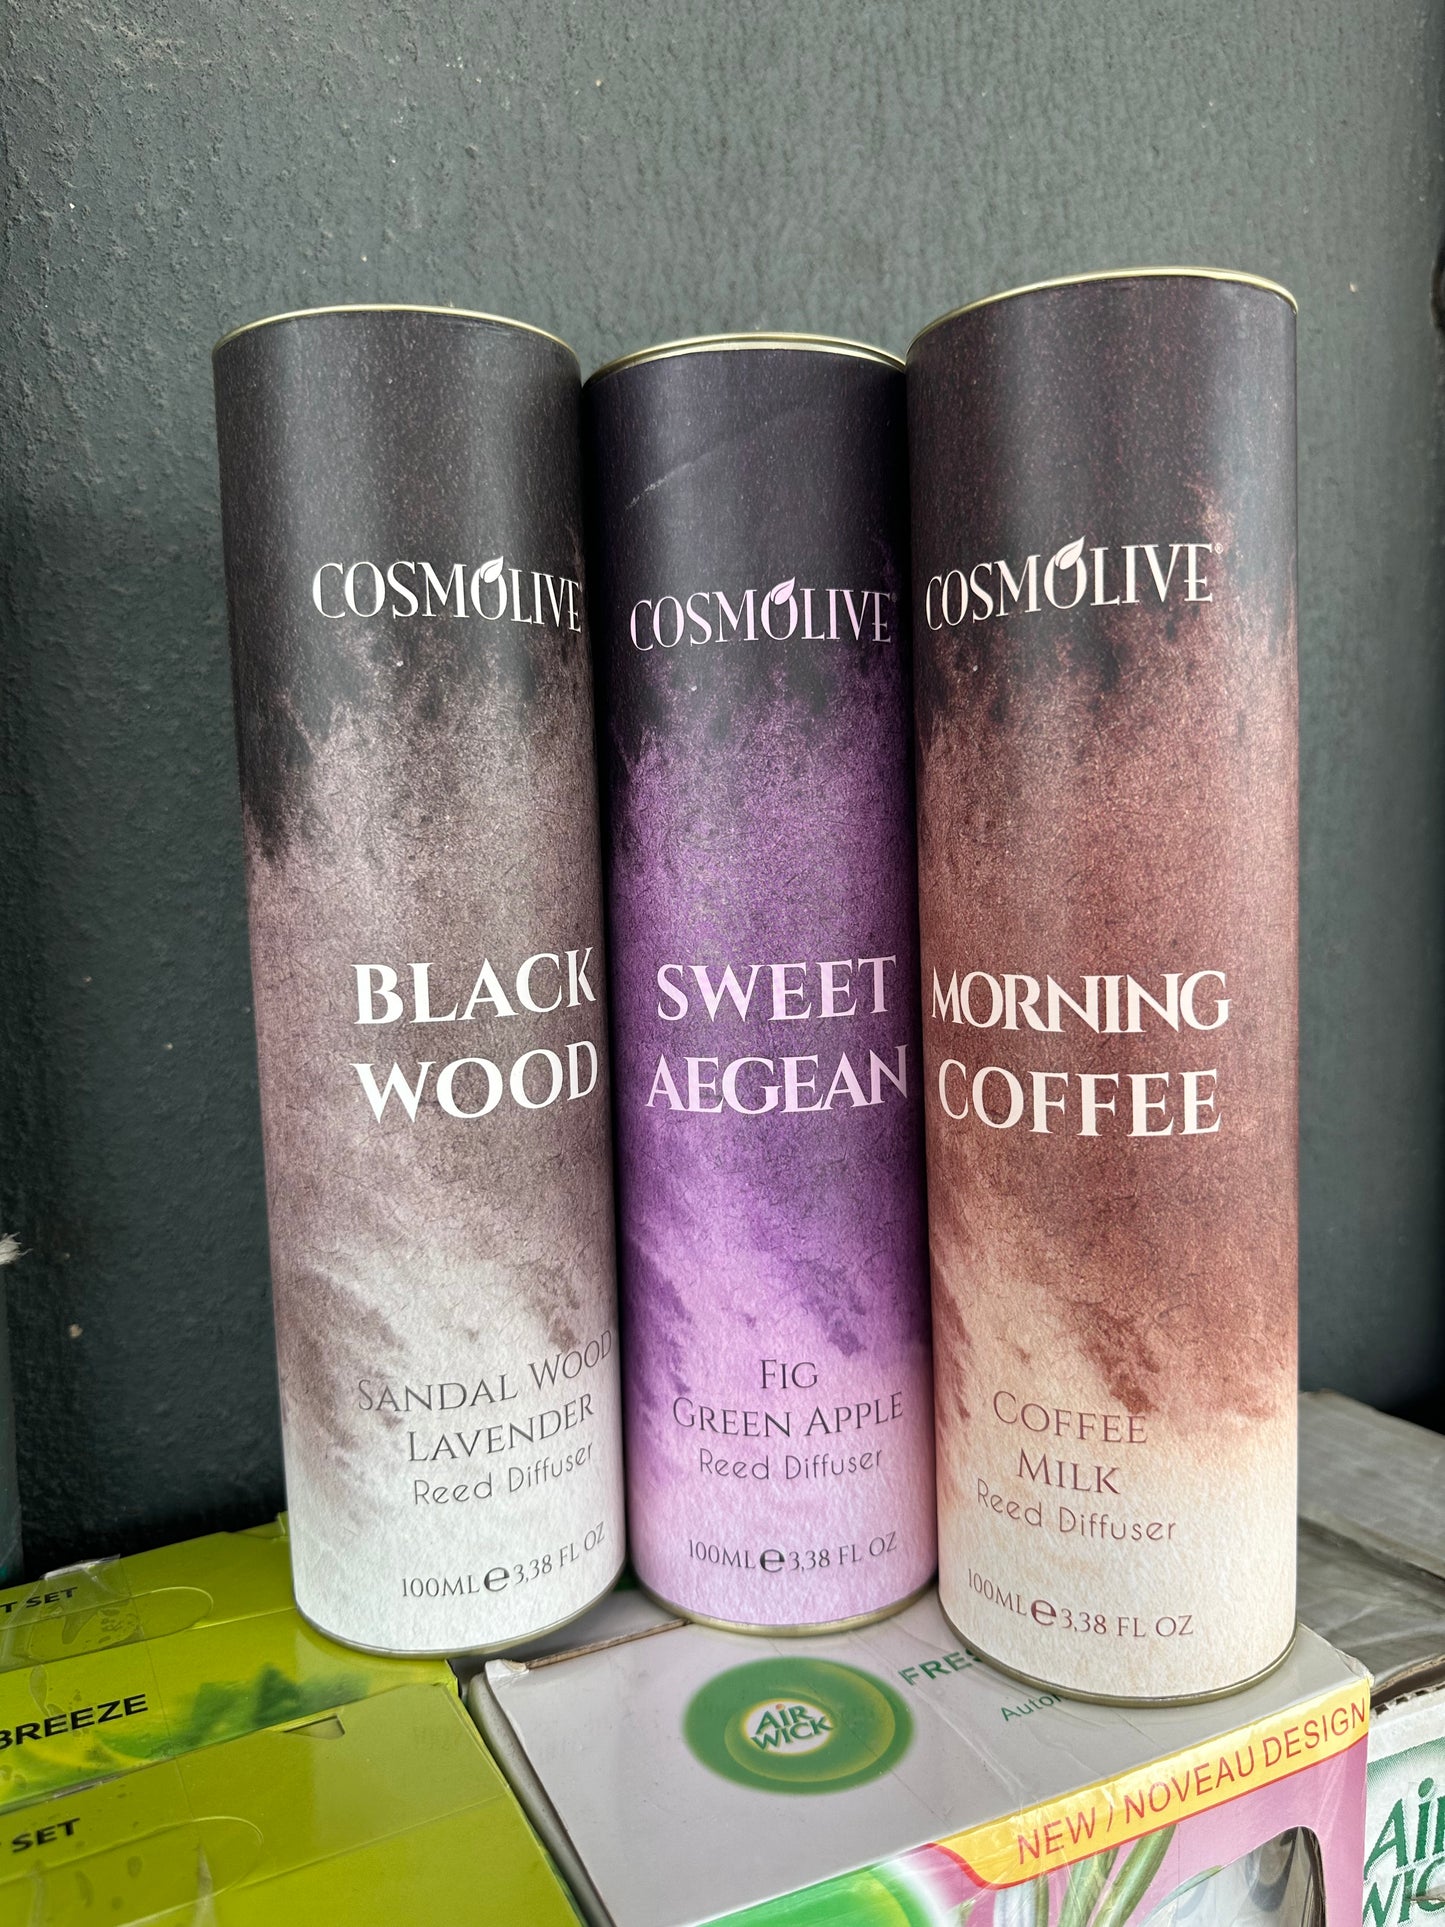 COSMOLIVE
BLACK
WOOD
SANDAL WOOD
LAVENDER
Reed Diffuser
100ML e 3,38 FL OZ
COSMOLIVE®
SWEET
AEGEAN
FIG
GREEN APPLE
Reed Diffuser
100ML e 3,38 FL OZ
COSMOLIVE®
MORNING
COFFEE
COFFEE
MILK
Reed Diffuser
100ML e 3,38 FL OZ
SET
BREEZE
SET
AIR
WICK
NEW / NOVEAU DESIGN
Air